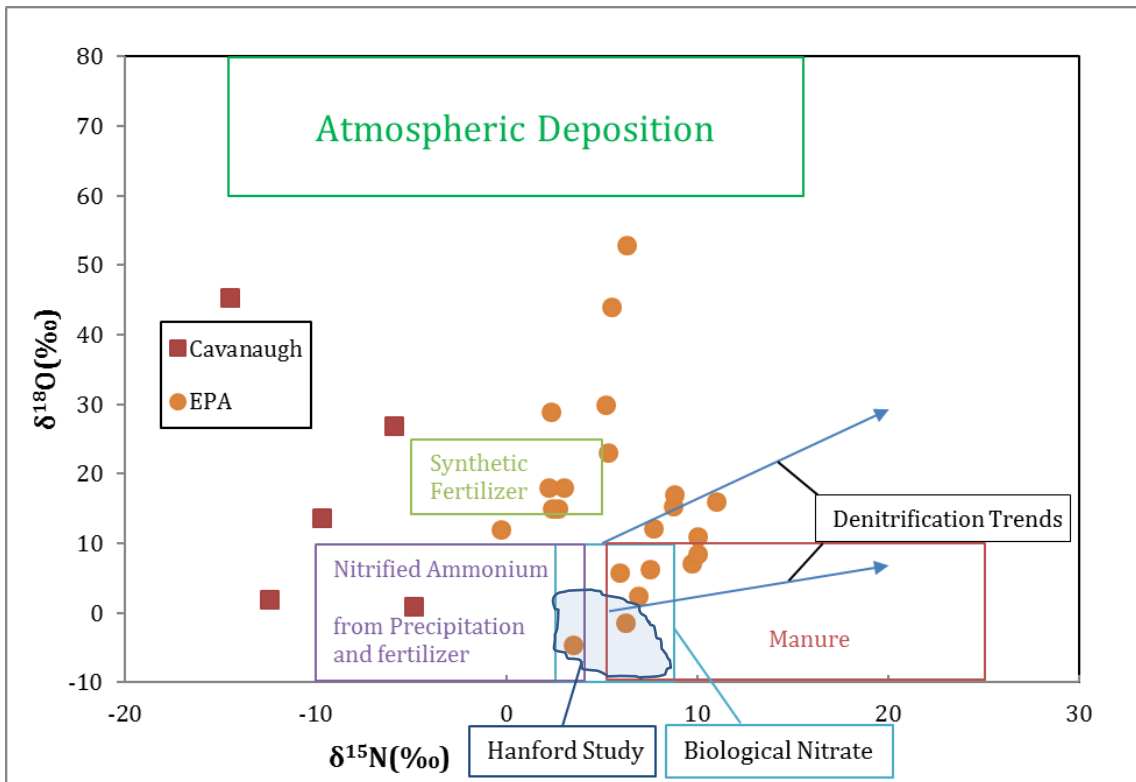 80
70
60
50
40
30
20
10
0
-10
-20
-10
0
10
20
30
δ¹⁸O(‰)
δ¹⁵N(‰)
Atmospheric Deposition
Cavanaugh
EPA
Synthetic
Fertilizer
Denitrification Trends
Nitrified Ammonium
from Precipitation
and fertilizer
Manure
Hanford Study
Biological Nitrate